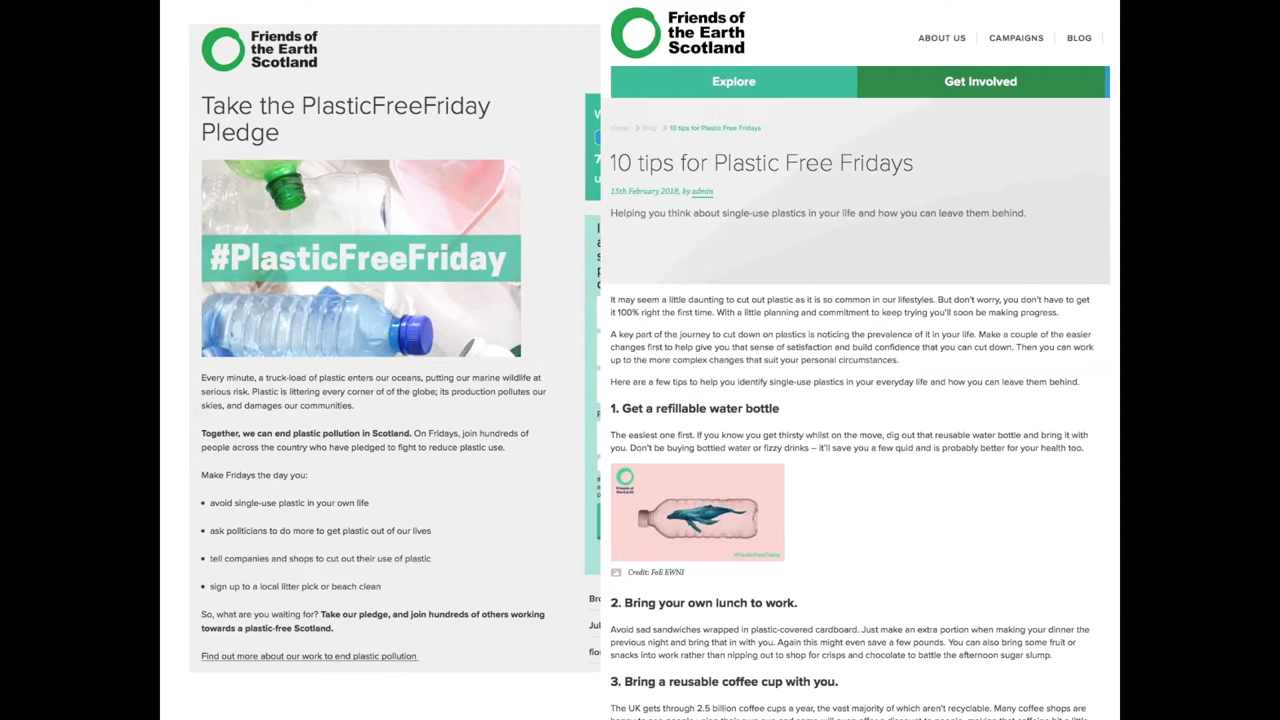 Friends of
the Earth
Scotland
Take the PlasticFreeFriday
Pledge
#PlasticFreeFriday
Every minute, a truck-load of plastic enters our oceans, putting our marine wildlife at
serious risk. Plastic is littering every corner of of the globe; its production pollutes our
skies, and damages our communities.
Together, we can end plastic pollution in Scotland. On Fridays, join hundreds of
people across the country who have pledged to fight to reduce plastic use.
Make Fridays the day you:
• avoid single-use plastic in your own life
• ask politicians to do more to get plastic out of our lives
• tell companies and shops to cut out their use of plastic
• sign up to a local litter pick or beach clean
So, what are you waiting for? Take our pledge, and join hundreds of others working
towards a plastic-free Scotland.
Find out more about our work to end plastic pollution
Friends of
the Earth
Scotland
ABOUT US
CAMPAIGNS
BLOG
Explore
Get Involved
Home > Blog > 10 tips for Plastic Free Fridays
10 tips for Plastic Free Fridays
15th February 2018, by admin
Helping you think about single-use plastics in your life and how you can leave them behind.
It may seem a little daunting to cut out plastic as it is so common in our lifestyles. But don't worry, you don't have to get
it 100% right the first time. With a little planning and commitment to keep trying you'll soon be making progress.
A key part of the journey to cut down on plastics is noticing the prevalence of it in your life. Make a couple of the easier
changes first to help give you that sense of satisfaction and build confidence that you can cut down. Then you can work
up to the more complex changes that suit your personal circumstances.
Here are a few tips to help you identify single-use plastics in your everyday life and how you can leave them behind.
1. Get a refillable water bottle
The easiest one first. If you know you get thirsty whilst on the move, dig out that reusable water bottle and bring it with
you. Don't be buying bottled water or fizzy drinks – it'll save you a few quid and is probably better for your health too.
Friends of
the Earth
#PlasticFreeFriday
Credit: FoE EWNI
2. Bring your own lunch to work.
Avoid sad sandwiches wrapped in plastic-covered cardboard. Just make an extra portion when making your dinner the
previous night and bring that in with you. Again this might even save a few pounds. You can also bring some fruit or
snacks into work rather than nipping out to shop for crisps and chocolate to battle the afternoon sugar slump.
3. Bring a reusable coffee cup with you.
The UK gets through 2.5 billion coffee cups a year, the vast majority of which aren't recyclable. Many coffee shops are